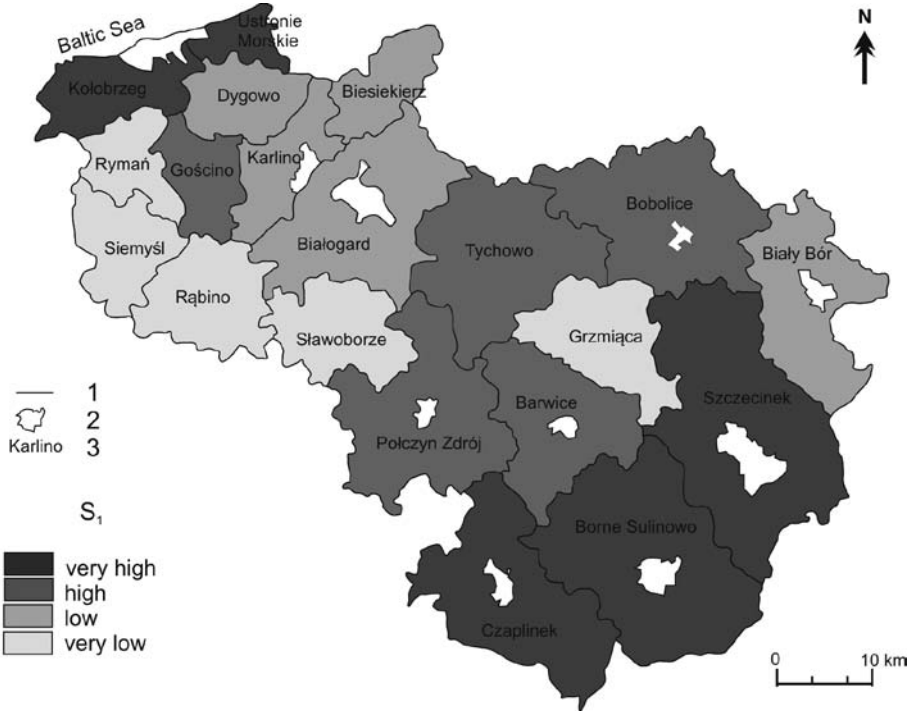 Baltic Sea
Ustronie
Morskie
N
Kołobrzeg
Dygowo
Biesiekierz
Rymań
Gościno
Karlino
Bobolice
Siemyśl
Białogard
Tychowo
Biały Bór
Rąbino
Sławoborze
Grzmiąca
1
2
Karlino 3
Barwice
Szczecinek
Połczyn Zdrój
S₁
Borne Sulinowo
very high
high
low
very low
Czaplinek
0 10 km